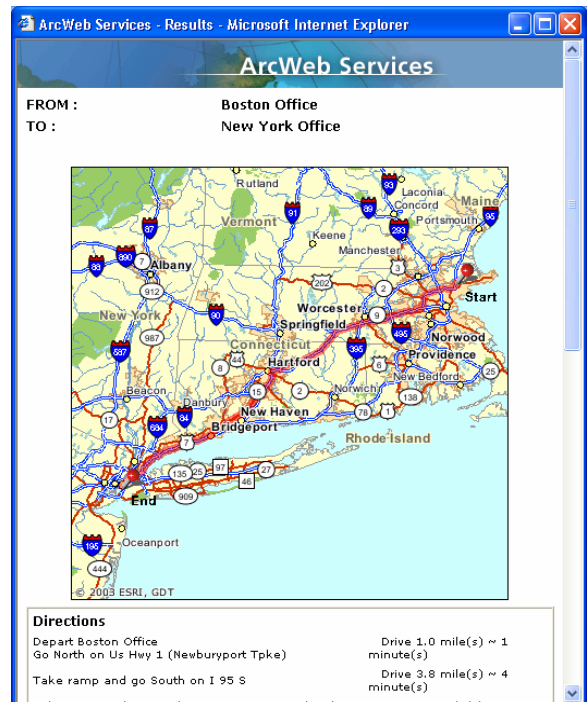 ArcWeb Services - Results - Microsoft Internet Explorer
ArcWeb Services
FROM : Boston Office
TO : New York Office
Rutland
93
Laconia
Maine
89
Concord
91
Portsmouth
95
87
Vermont
293
Keene
Manchester
890
7
Albany
3
88
202
2
912
Start
Worcester
9
New York
90
Springfield
495
Norwood
987
Connecticut
395
Providence
587
44
Hartford
6
8
New Bedford
Beacon
15
2
Norwich
138
25
Danbury
17
84
New Haven
78
1
684
Bridgeport
7
Rhode Island
135
25
97
27
46
End
909
195
Oceanport
444
© 2003 ESRI, GDT
Directions
Depart Boston Office
Go North on Us Hwy 1 (Newburyport Tpke)
Drive 1.0 mile(s) ~ 1
minute(s)
Take ramp and go South on I 95 S
Drive 3.8 mile(s) ~ 4
minute(s)